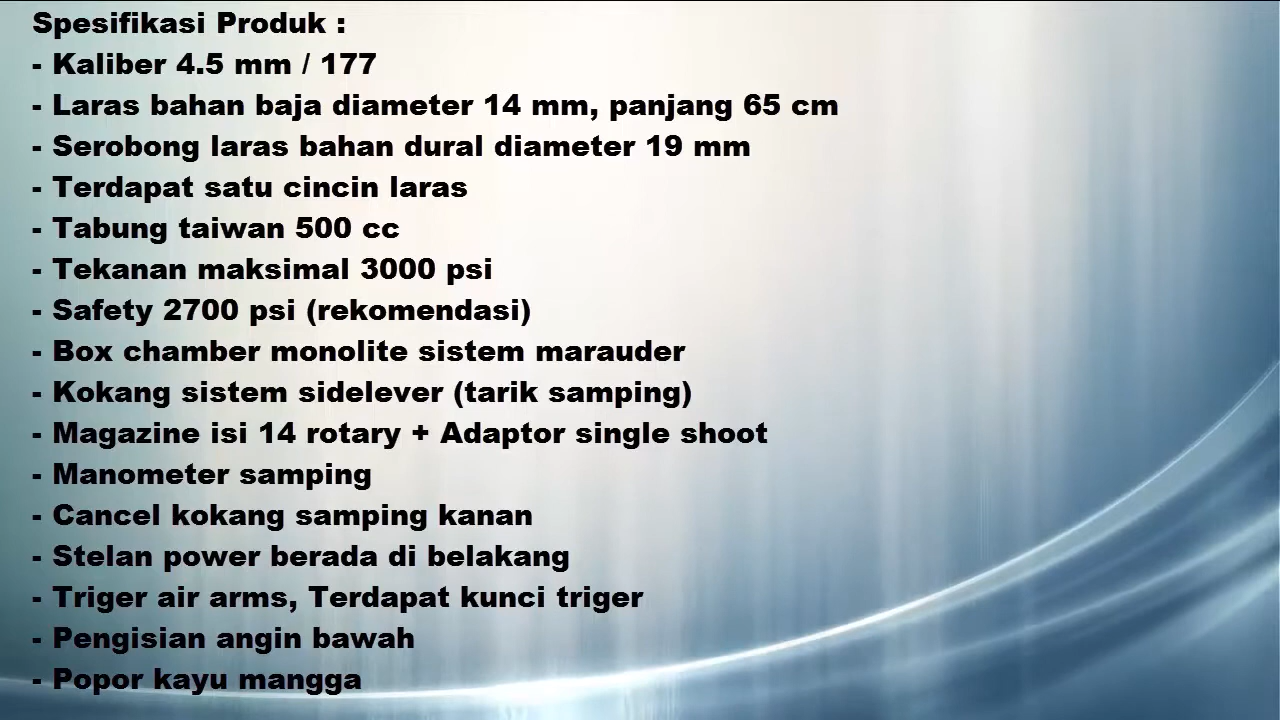 Spesifikasi Produk :
- Kaliber 4.5 mm / 177
- Laras bahan baja diameter 14 mm, panjang 65 cm
- Serobong laras bahan dural diameter 19 mm
- Terdapat satu cincin laras
- Tabung taiwan 500 cc
- Tekanan maksimal 3000 psi
- Safety 2700 psi (rekomendasi)
- Box chamber monolite sistem marauder
- Kokang sistem sidelever (tarik samping)
- Magazine isi 14 rotary + Adaptor single shoot
- Manometer samping
- Cancel kokang samping kanan
- Stelan power berada di belakang
- Triger air arms, Terdapat kunci triger
- Pengisian angin bawah
- Popor kayu mangga